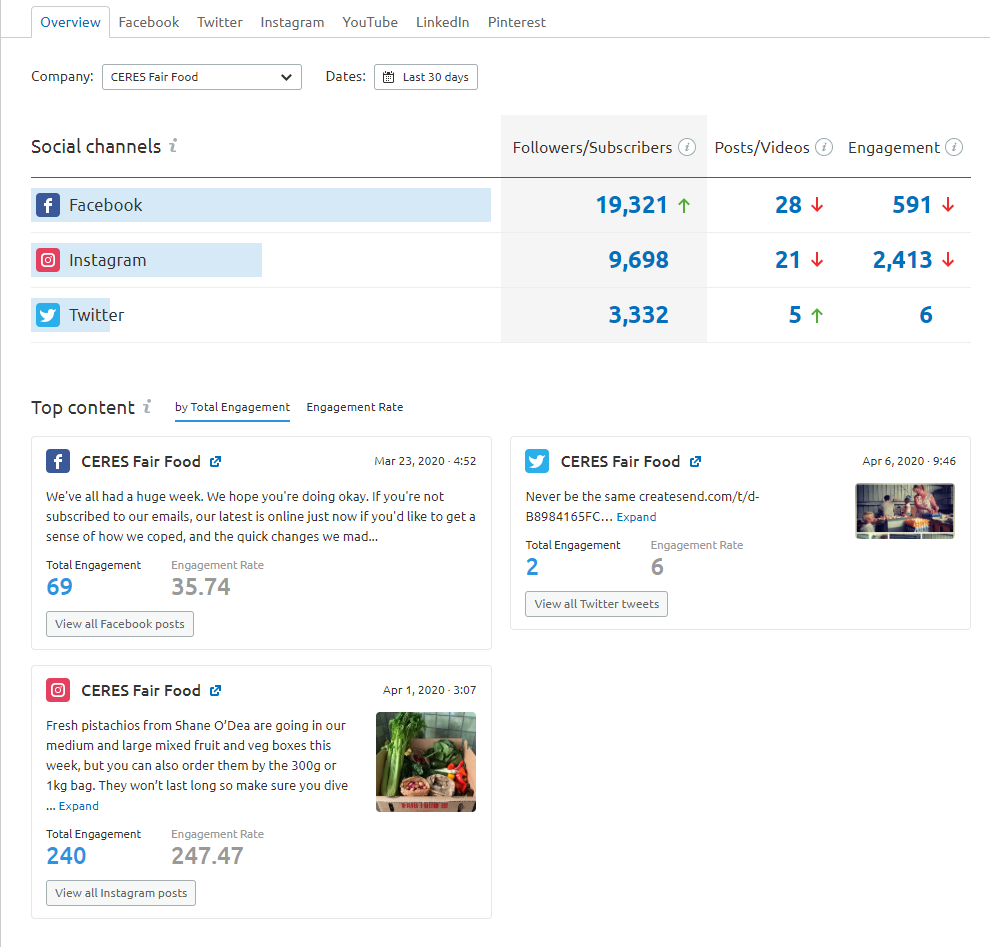 Overview Facebook Twitter Instagram YouTube LinkedIn Pinterest
Company: CERES Fair Food Dates: Last 30 days
Social channels i Followers/Subscribers i Posts/Videos i Engagement i
Facebook 19,321 ↑ 28 ↓ 591 ↓
Instagram 9,698 21 ↓ 2,413 ↓
Twitter 3,332 5 ↑ 6
Top content i by Total Engagement Engagement Rate
CERES Fair Food Mar 23, 2020 · 4:52
We've all had a huge week. We hope you're doing okay. If you're not
subscribed to our emails, our latest is online just now if you'd like to get a
sense of how we coped, and the quick changes we mad...
Total Engagement Engagement Rate
69 35.74
View all Facebook posts
CERES Fair Food Apr 6, 2020 · 9:46
Never be the same createsend.com/t/d-
B8984165FC... Expand
Total Engagement Engagement Rate
2 6
View all Twitter tweets
CERES Fair Food Apr 1, 2020 · 3:07
Fresh pistachios from Shane O’Dea are going in our
medium and large mixed fruit and veg boxes this
week, but you can also order them by the 300g or
1kg bag. They won’t last long so make sure you dive
... Expand
Total Engagement Engagement Rate
240 247.47
View all Instagram posts